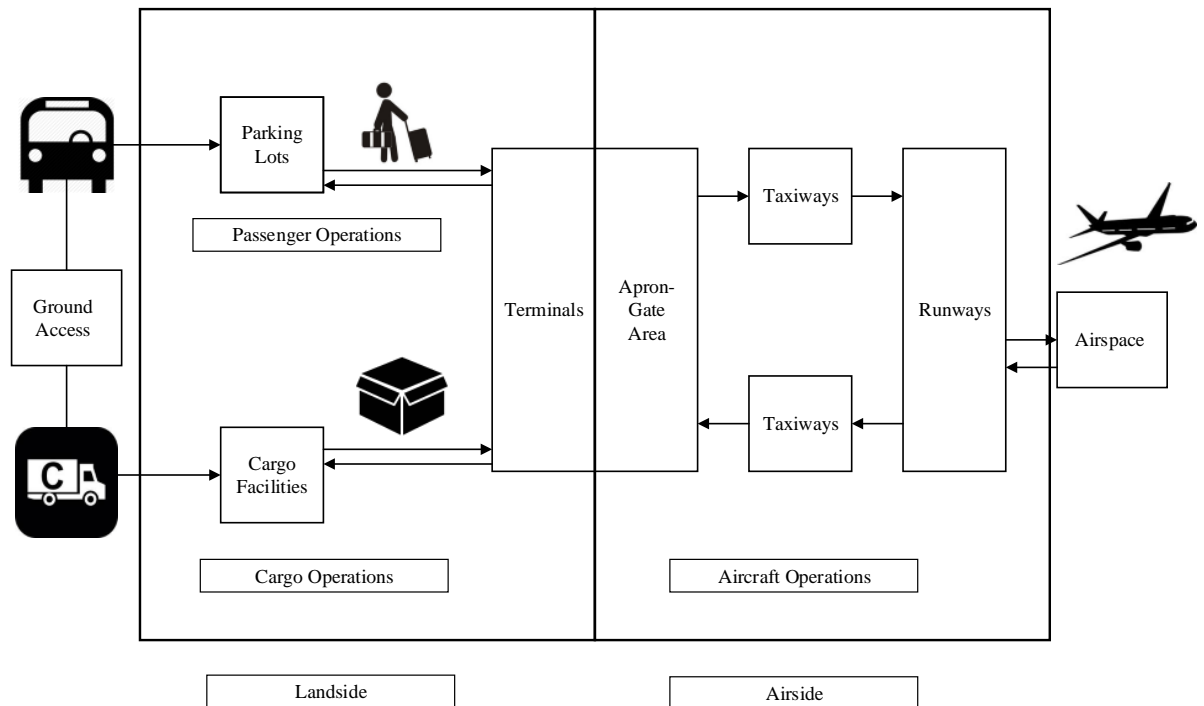 Parking
Lots
Passenger Operations
Ground
Access
C
Cargo
Facilities
Cargo Operations
Landside
Terminals
Apron-
Gate
Area
Taxiways
Taxiways
Runways
Airspace
Aircraft Operations
Airside